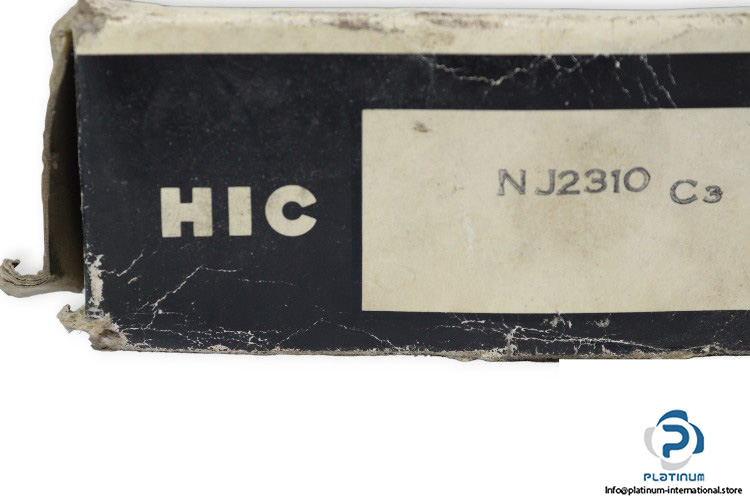 HIC
NJ2310 C3
PLATINUM
Info@platinum-international.store